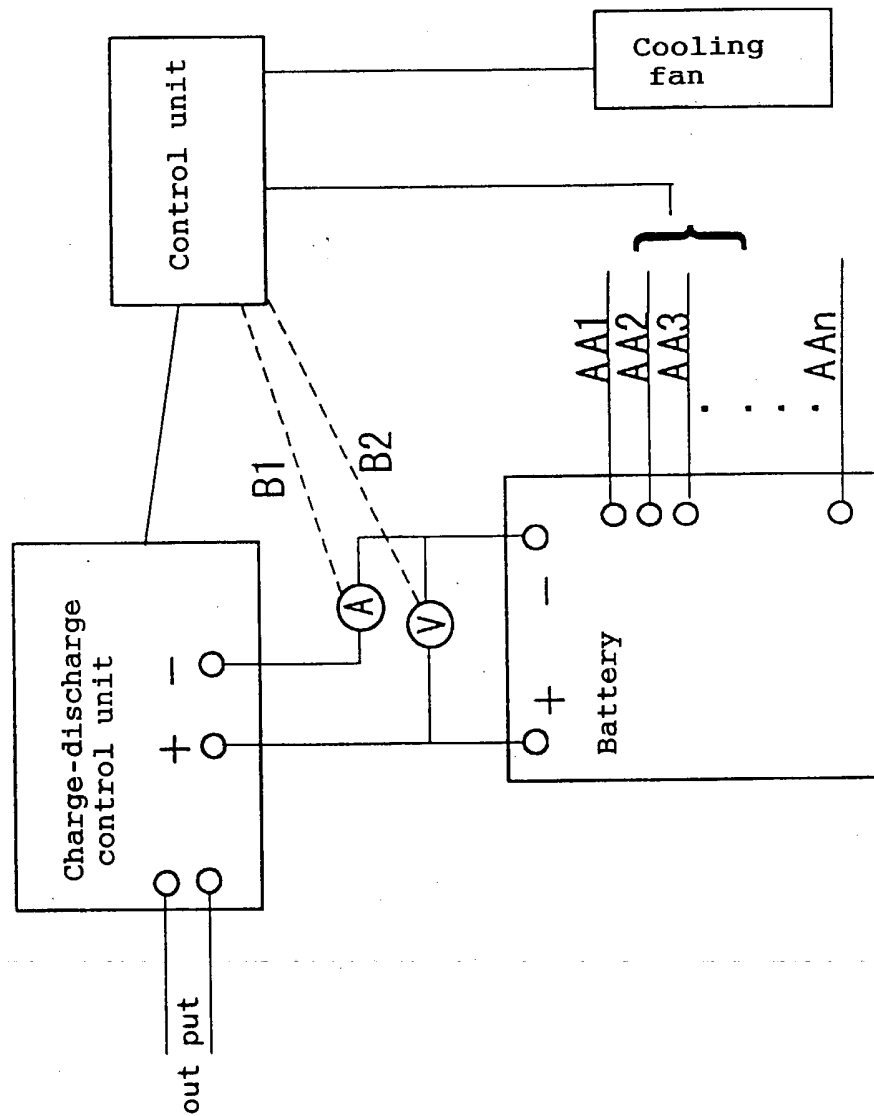 Cooling
fan
Control unit
Charge-discharge
control unit
+
-
out put
B1
B2
A
V
AA1
AA2
AA3
. . . .
AAn
+
-
Battery